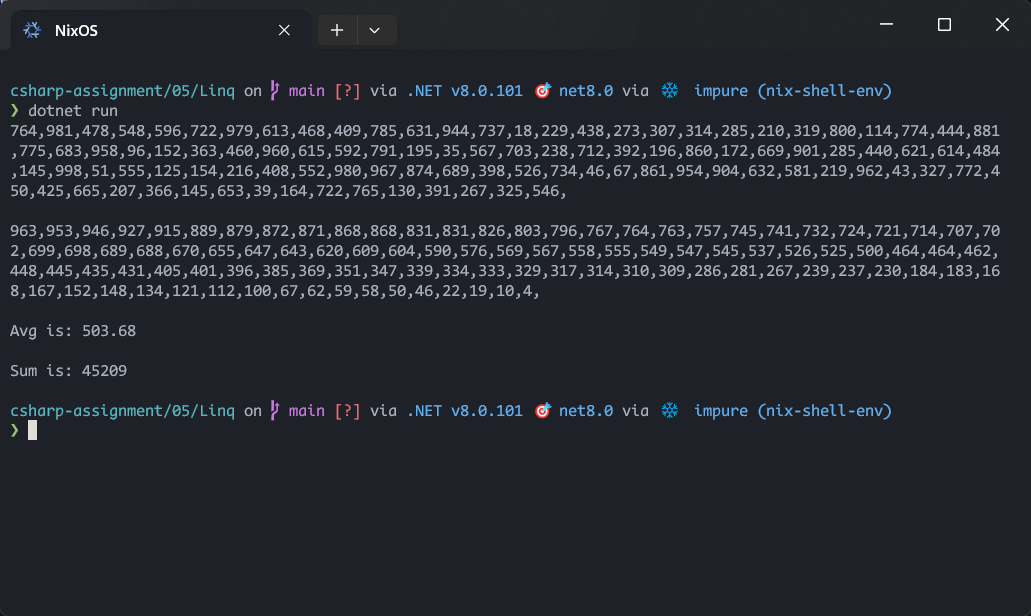 NixOS
csharp-assignment/05/Linq on main [?] via .NET v8.0.101 🎯 net8.0 via ❄ impure (nix-shell-env)
❯ dotnet run
764,981,478,548,596,722,979,613,468,409,785,631,944,737,18,229,438,273,307,314,285,210,319,800,114,774,444,881
,775,683,958,96,152,363,460,960,615,592,791,195,35,567,703,238,712,392,196,860,172,669,901,285,440,621,614,484
,145,998,51,555,125,154,216,408,552,980,967,874,689,398,526,734,46,67,861,954,904,632,581,219,962,43,327,772,4
50,425,665,207,366,145,653,39,164,722,765,130,391,267,325,546,
963,953,946,927,915,889,879,872,871,868,868,831,831,826,803,796,767,764,763,757,745,741,732,724,721,714,707,70
2,699,698,689,688,670,655,647,643,620,609,604,590,576,569,567,558,555,549,547,545,537,526,525,500,464,464,462,
448,445,435,431,405,401,396,385,369,351,347,339,334,333,329,317,314,310,309,286,281,267,239,237,230,184,183,16
8,167,152,148,134,121,112,100,67,62,59,58,50,46,22,19,10,4,
Avg is: 503.68
Sum is: 45209
csharp-assignment/05/Linq on main [?] via .NET v8.0.101 🎯 net8.0 via ❄ impure (nix-shell-env)
❯